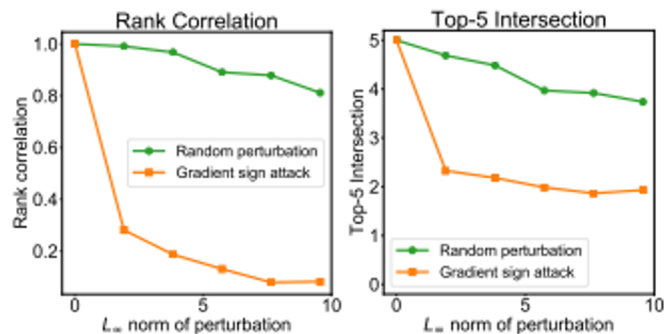 Rank Correlation
Rank correlation
1.0
0.8
0.6
0.4
0.2
Random perturbation
Gradient sign attack
0
5
10
L∞ norm of perturbation
Top-5 Intersection
Top-5 Intersection
5
4
3
2
1
0
Random perturbation
Gradient sign attack
0
5
10
L∞ norm of perturbation